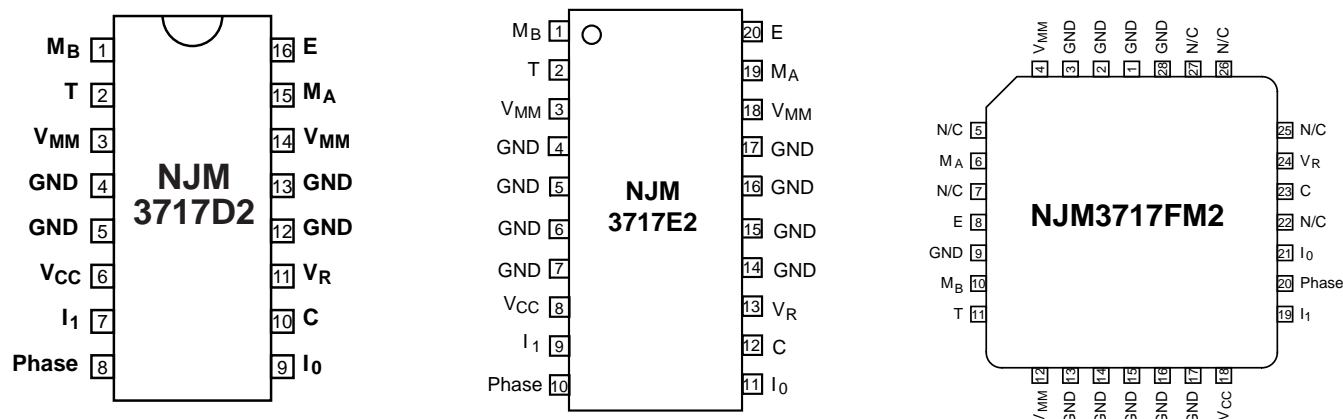 MB 1
16 E
T 2
15 MA
VMM 3
14 VMM
GND 4
13 GND
GND 5
12 GND
VCC 6
11 VR
I1 7
10 C
Phase 8
9 I0
NJM
3717D2
MB 1
20 E
T 2
19 MA
VMM 3
18 VMM
GND 4
17 GND
GND 5
16 GND
GND 6
15 GND
GND 7
14 GND
VCC 8
13 VR
I1 9
12 C
Phase 10
11 I0
NJM
3717E2
4 VMM
3 GND
2 GND
1 GND
28 GND
27 N/C
26 N/C
N/C 5
25 N/C
MA 6
24 VR
N/C 7
23 C
E 8
22 N/C
GND 9
21 I0
MB 10
20 Phase
T 11
19 I1
NJM3717FM2
VMM 12
GND 13
GND 14
GND 15
GND 16
GND 17
VCC 18